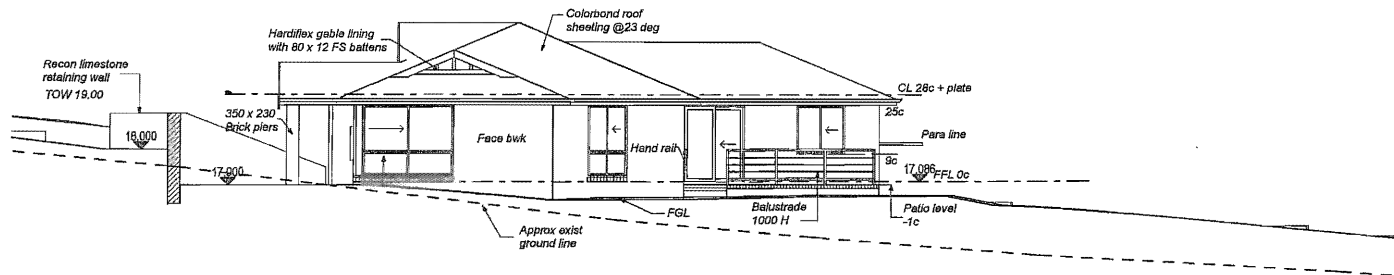 Colorbond roof
sheeting @23 deg
Hardiflex gable lining
with 80 x 12 FS battens
Recon limestone
retaining wall
TOW 19,00
CL 28c + plate
25c
350 x 230
Brick piers
Face bwk
Para line
18,000
Hand rail
9c
17,000
17,086
FFL 0c
FGL
Balustrade
1000 H
Patio level
-1c
Approx exist
ground line